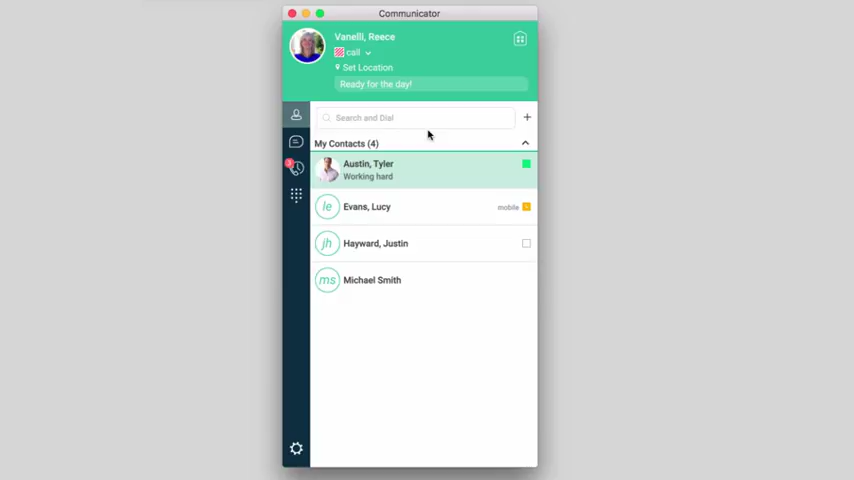 Communicator
Vanelli, Reece
call
Set Location
Ready for the day!
Search and Dial
My Contacts (4)
3
Austin, Tyler
Working hard
le
Evans, Lucy
mobile
jh
Hayward, Justin
ms
Michael Smith